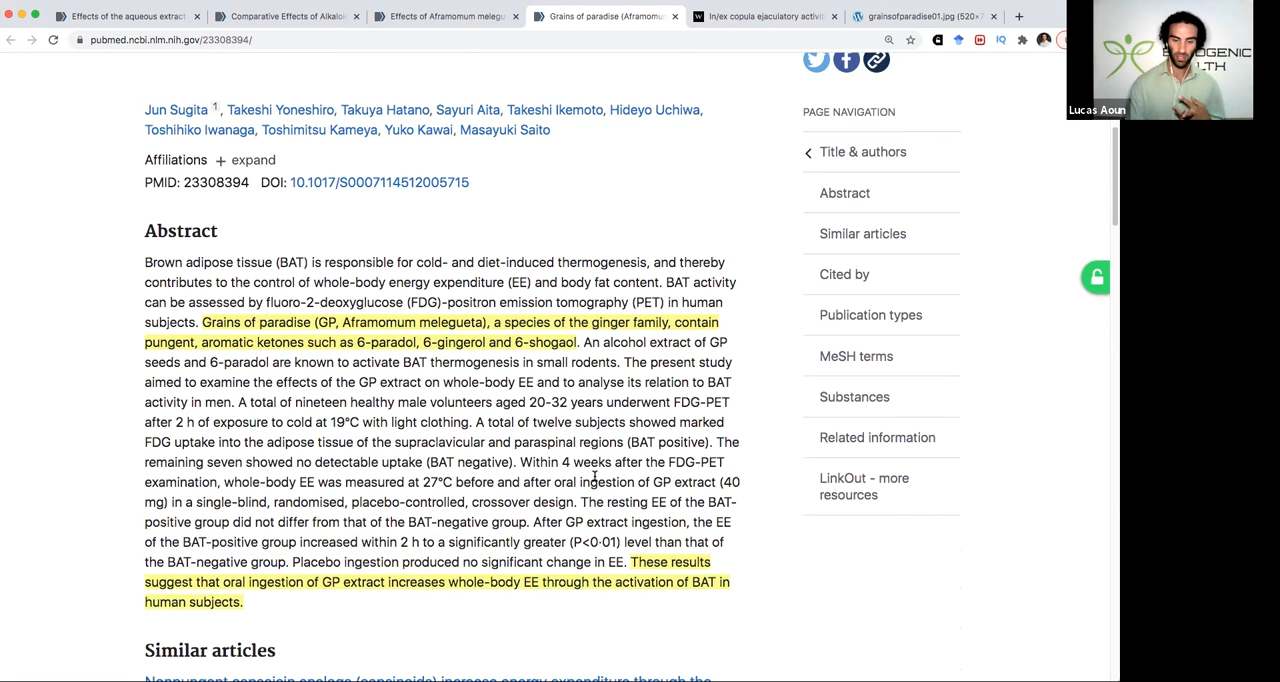 Effects of the aqueous extract
Comparative Effects of Alkaloi
Effects of Aframomum melegu
Grains of paradise (Aframomum
In/ex copula ejaculatory activiti
grainsofparadise01.jpg (520×7
pubmed.ncbi.nlm.nih.gov/23308394/
IQ
Lucas Aoun
Jun Sugita 1, Takeshi Yoneshiro, Takuya Hatano, Sayuri Aita, Takeshi Ikemoto, Hideyo Uchiwa,
Toshihiko Iwanaga, Toshimitsu Kameya, Yuko Kawai, Masayuki Saito
Affiliations + expand
PMID: 23308394 DOI: 10.1017/S0007114512005715
Abstract
Brown adipose tissue (BAT) is responsible for cold- and diet-induced thermogenesis, and thereby
contributes to the control of whole-body energy expenditure (EE) and body fat content. BAT activity
can be assessed by fluoro-2-deoxyglucose (FDG)-positron emission tomography (PET) in human
subjects. Grains of paradise (GP, Aframomum melegueta), a species of the ginger family, contain
pungent, aromatic ketones such as 6-paradol, 6-gingerol and 6-shogaol. An alcohol extract of GP
seeds and 6-paradol are known to activate BAT thermogenesis in small rodents. The present study
aimed to examine the effects of the GP extract on whole-body EE and to analyse its relation to BAT
activity in men. A total of nineteen healthy male volunteers aged 20-32 years underwent FDG-PET
after 2 h of exposure to cold at 19°C with light clothing. A total of twelve subjects showed marked
FDG uptake into the adipose tissue of the supraclavicular and paraspinal regions (BAT positive). The
remaining seven showed no detectable uptake (BAT negative). Within 4 weeks after the FDG-PET
examination, whole-body EE was measured at 27°C before and after oral ingestion of GP extract (40
mg) in a single-blind, randomised, placebo-controlled, crossover design. The resting EE of the BAT-
positive group did not differ from that of the BAT-negative group. After GP extract ingestion, the EE
of the BAT-positive group increased within 2 h to a significantly greater (P<0·01) level than that of
the BAT-negative group. Placebo ingestion produced no significant change in EE. These results
suggest that oral ingestion of GP extract increases whole-body EE through the activation of BAT in
human subjects.
Similar articles
Nonpungent capsaicin analogs (capsinoids) increase energy expenditure through the
PAGE NAVIGATION
Title & authors
Abstract
Similar articles
Cited by
Publication types
MeSH terms
Substances
Related information
LinkOut - more
resources